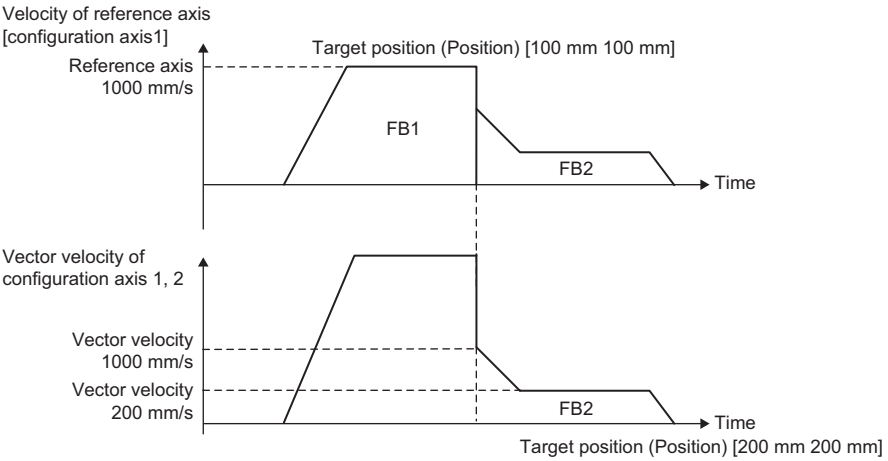 Velocity of reference axis
[configuration axis1]
Target position (Position) [100 mm 100 mm]
Reference axis
1000 mm/s
FB1
FB2
Time
Vector velocity of
configuration axis 1, 2
Vector velocity
1000 mm/s
Vector velocity
200 mm/s
FB2
Time
Target position (Position) [200 mm 200 mm]